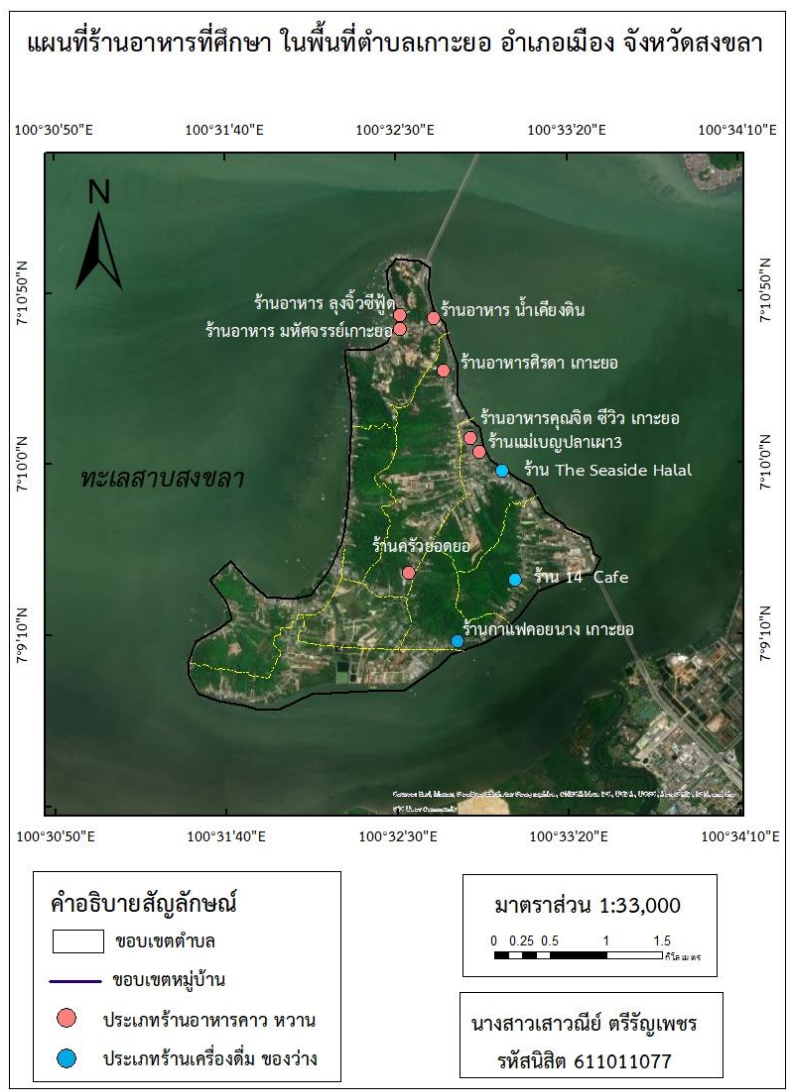 แผนที่ร้านอาหารที่ศึกษา ในพื้นที่ตำบลเกาะยอ อำเภอเมือง จังหวัดสงขลา
100°30'50"E 100°31'40"E 100°32'30"E 100°33'20"E 100°34'10"E
N
7°10'50"N 7°10'50"N
ร้านอาหาร ลุงจิ้วซีฟู้ด
ร้านอาหาร น้ำเคียงดิน
ร้านอาหาร มหัศจรรย์เกาะยอ
ร้านอาหารศิรดา เกาะยอ
ร้านอาหารคุณจิต ซีวิว เกาะยอ
ร้านแม่เบญปลาเผา3
7°10'0"N 7°10'0"N
ทะเลสาบสงขลา
ร้าน The Seaside Halal
ร้านครัวยอดยอ
ร้าน 14 Cafe
ร้านกาแฟคอยนาง เกาะยอ
7°9'10"N 7°9'10"N
100°30'50"E 100°31'40"E 100°32'30"E 100°33'20"E 100°34'10"E
คำอธิบายสัญลักษณ์
ขอบเขตตำบล
ขอบเขตหมู่บ้าน
ประเภทร้านอาหารคาว หวาน
ประเภทร้านเครื่องดื่ม ของว่าง
มาตราส่วน 1:33,000
0 0.25 0.5 1 1.5
กิโลเมตร
นางสาวเสาวณีย์ ตรีรัญเพชร
รหัสนิสิต 611011077